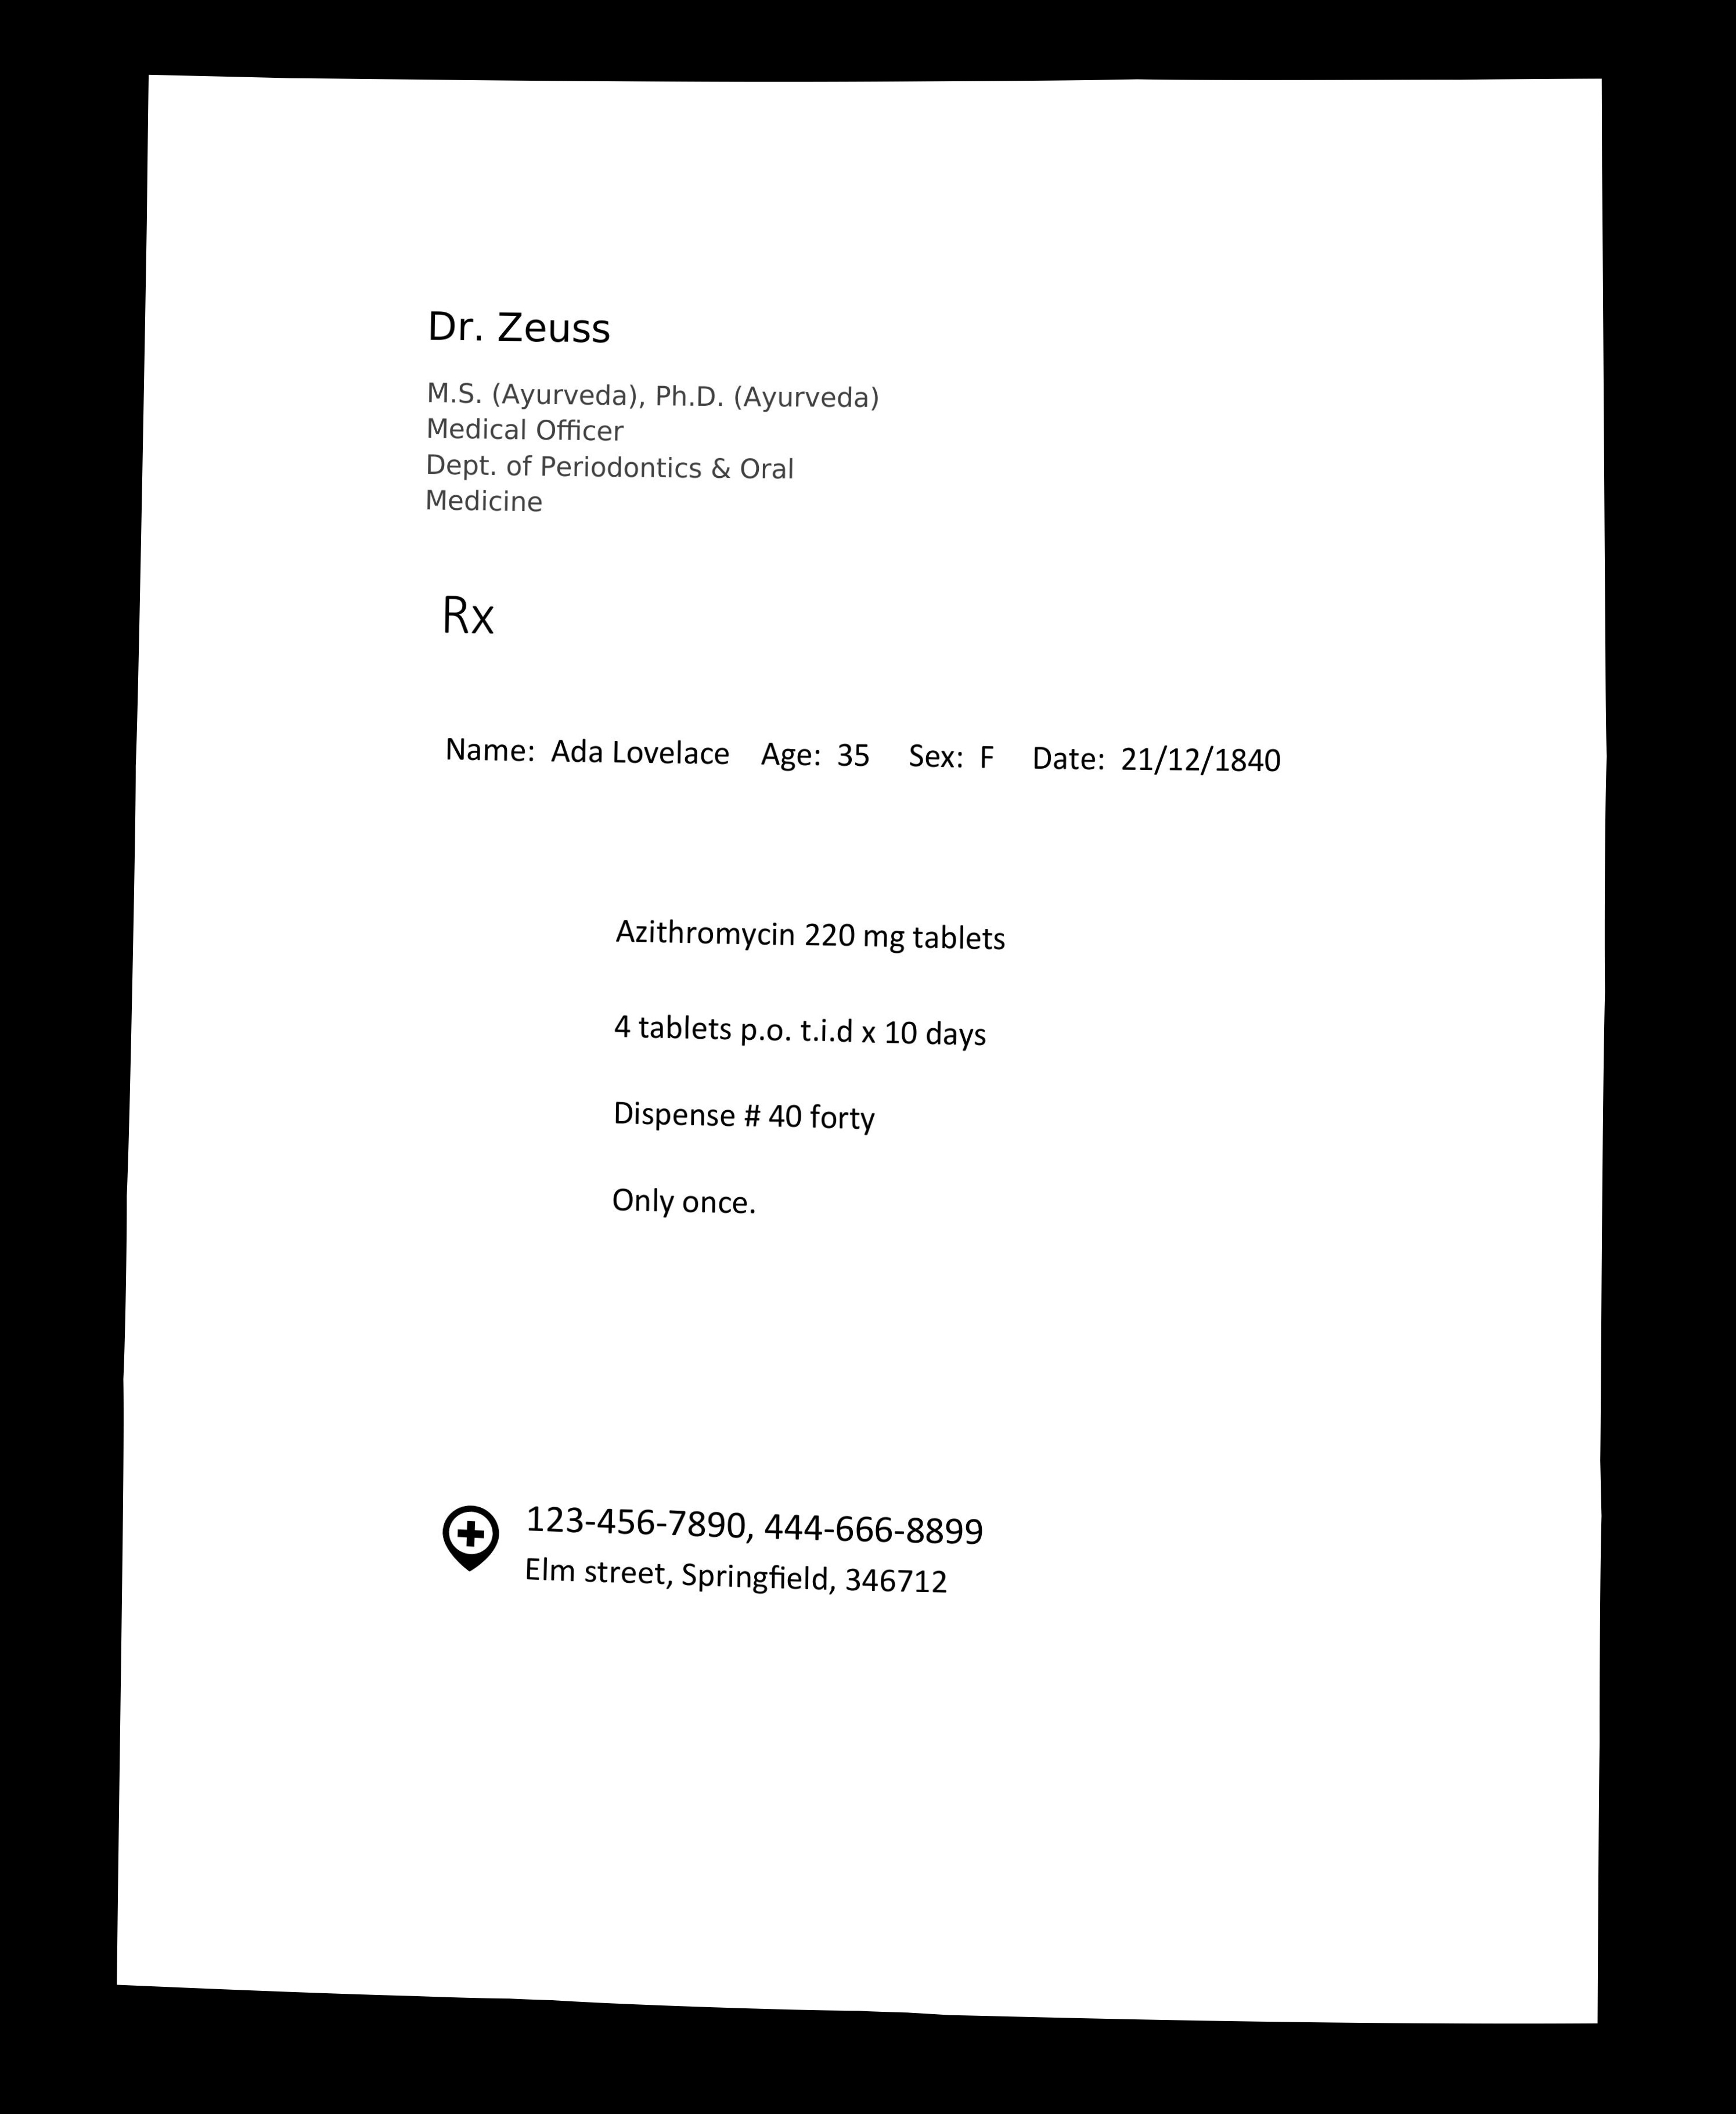 Dr. Zeuss
M.S. (Ayurveda), Ph.D. (Ayurveda)
Medical Officer
Dept. of Periodontics & Oral
Medicine
Rx
Name: Ada Lovelace Age: 35 Sex: F Date: 21/12/1840
Azithromycin 220 mg tablets
4 tablets p.o. t.i.d x 10 days
Dispense # 40 forty
Only once.
123-456-7890, 444-666-8899
Elm street, Springfield, 346712